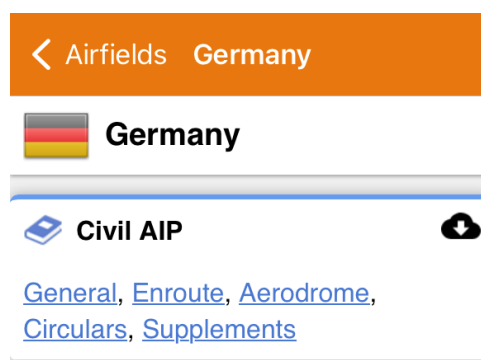 Airfields Germany
Germany
Civil AIP
General, Enroute, Aerodrome,
Circulars, Supplements